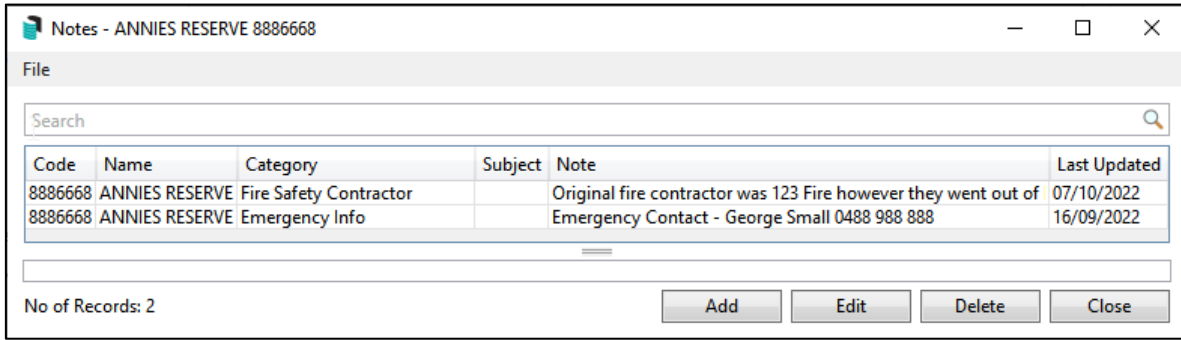 Notes - ANNIES RESERVE 8886668
File
Search
Code Name Category Subject Note Last Updated
8886668 ANNIES RESERVE Fire Safety Contractor Original fire contractor was 123 Fire however they went out of 07/10/2022
8886668 ANNIES RESERVE Emergency Info Emergency Contact - George Small 0488 988 888 16/09/2022
No of Records: 2 Add Edit Delete Close